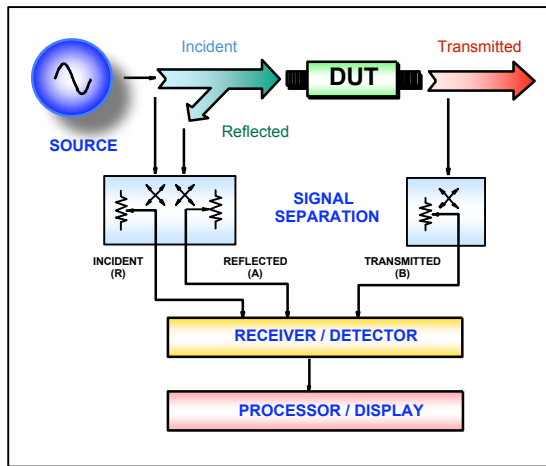 Incident
Transmitted
DUT
Reflected
SOURCE
SIGNAL
SEPARATION
INCIDENT
(R)
REFLECTED
(A)
TRANSMITTED
(B)
RECEIVER / DETECTOR
PROCESSOR / DISPLAY